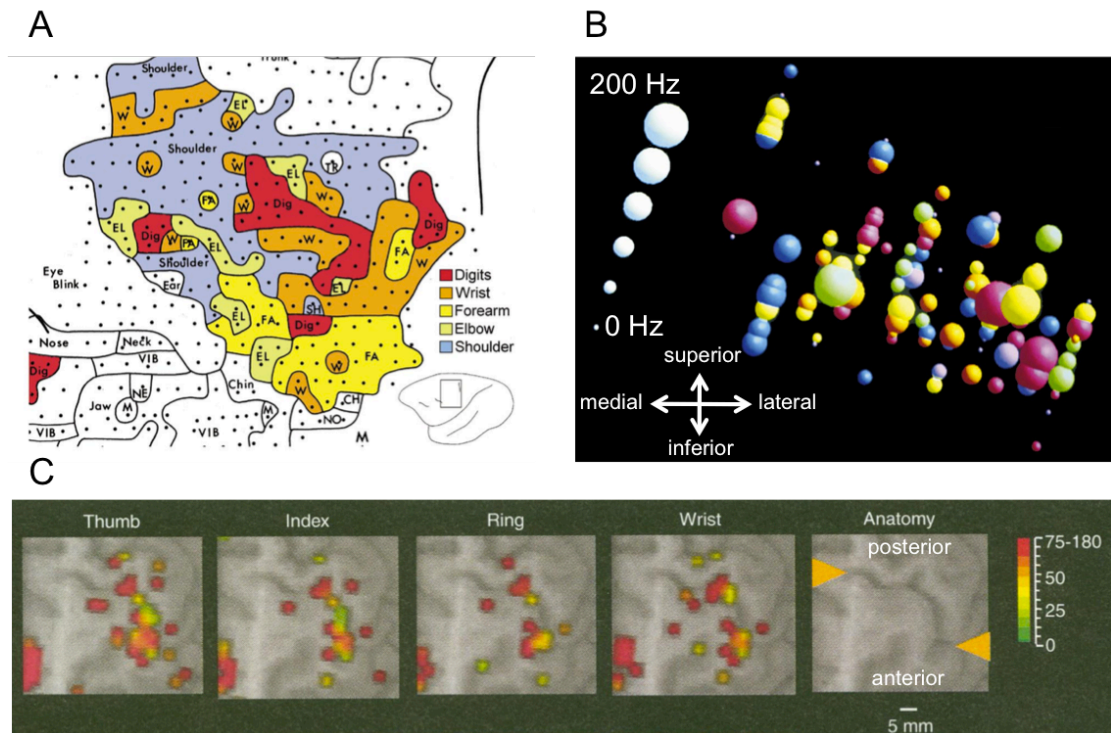 A
B
Trunk
Shoulder
EL
W
W
Shoulder
W
W
TR
EL
FA
W
Dig
W
Dig
EL
Dig
W
FA
EL
W
FA
W
Shoulder
Ear
EL
Eye
Blink
SH
EL
FA
Dig
Nose
Neck
VIB
EL
FA
W
Dig
NE
Chin
W
CH
Jaw
M
M
NO
VIB
VIB
M
Digits
Wrist
Forearm
Elbow
Shoulder
200 Hz
0 Hz
superior
medial
lateral
inferior
C
Thumb
Index
Ring
Wrist
Anatomy
posterior
anterior
75-180
50
25
0
5 mm